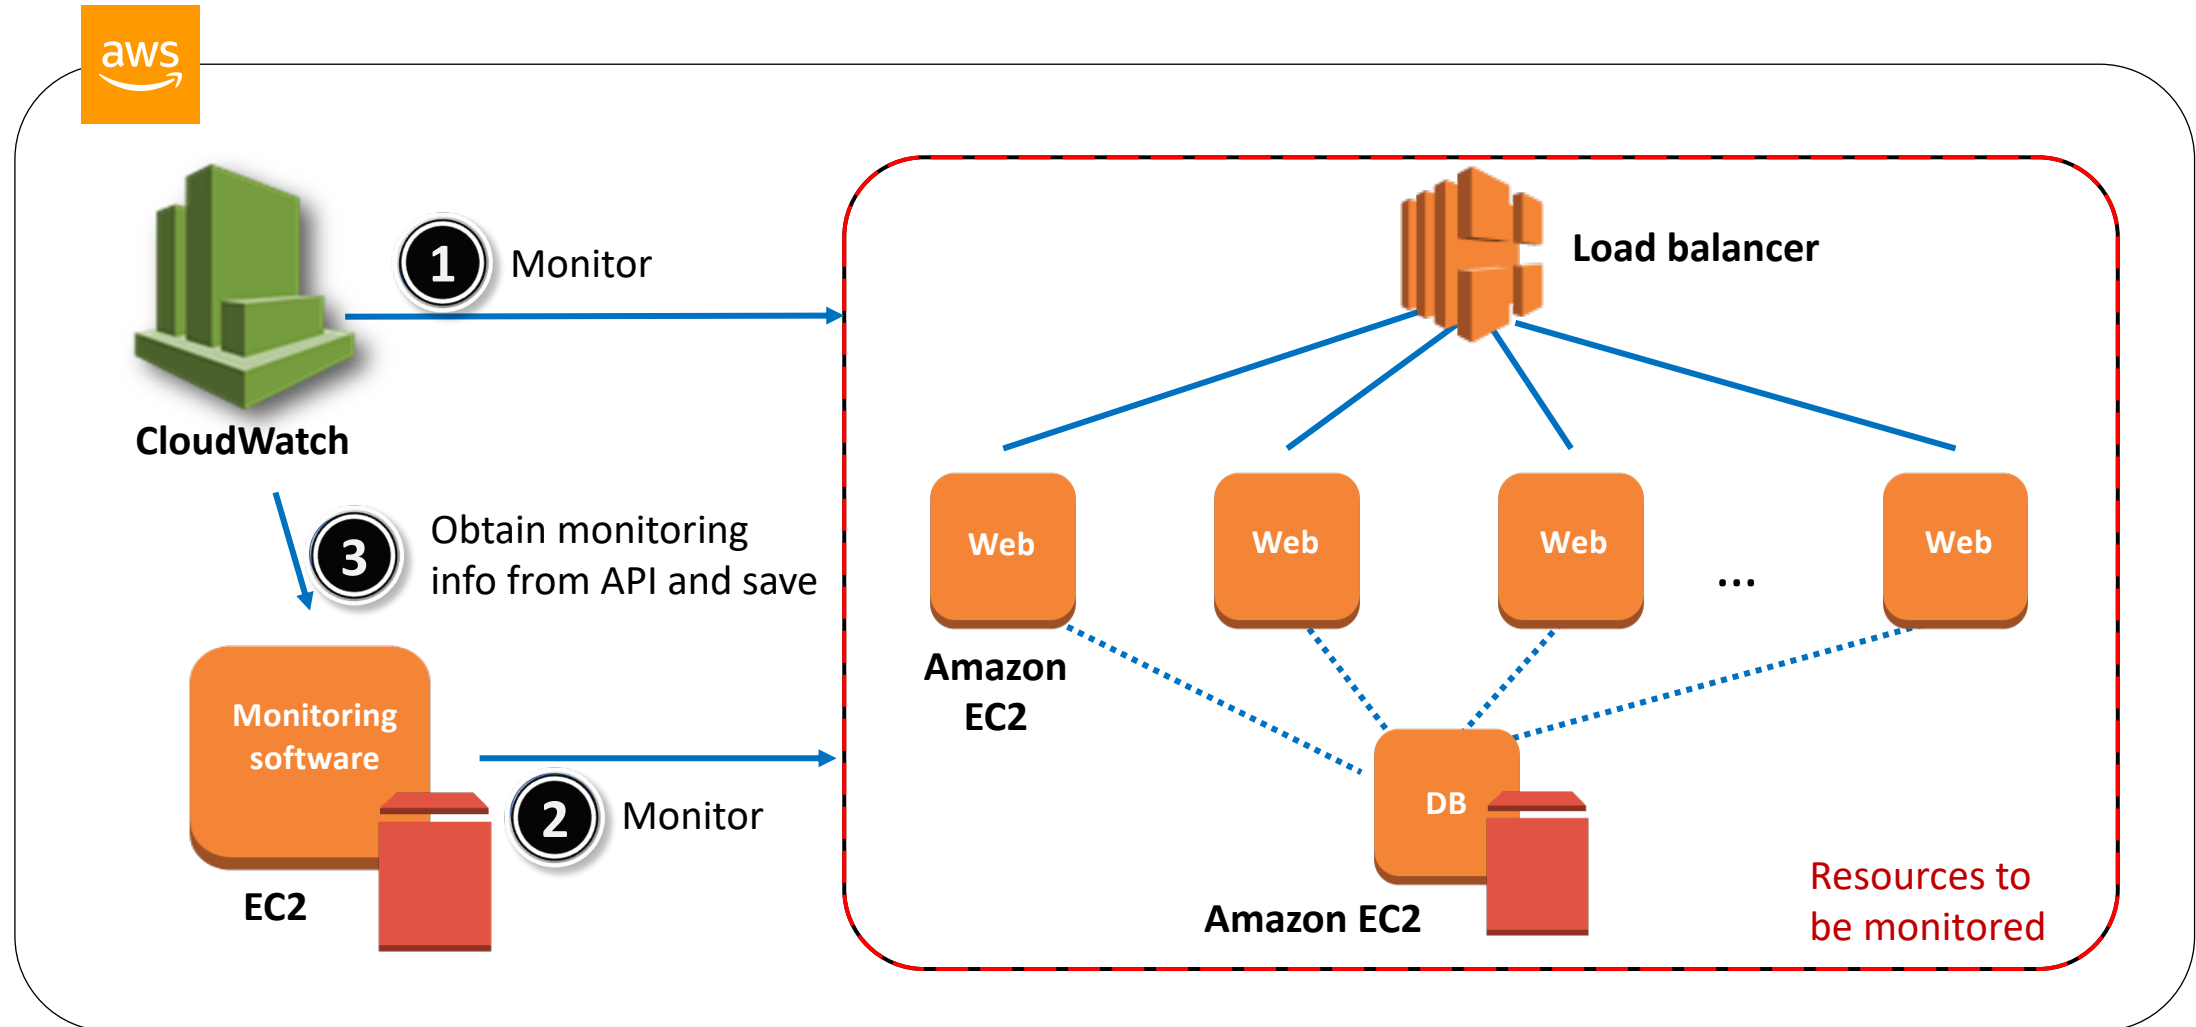 aws
1
Monitor
Load balancer
CloudWatch
3
Obtain monitoring
info from API and save
Web
Web
Web
...
Web
Amazon
EC2
Monitoring
software
2
Monitor
EC2
DB
Amazon EC2
Resources to
be monitored